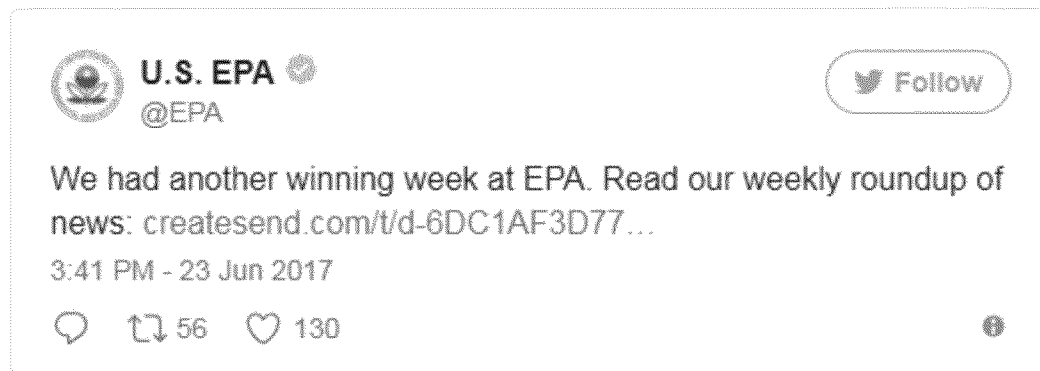 U.S. EPA
Follow
@EPA
We had another winning week at EPA. Read our weekly roundup of
news: createsend.com/t/d-6DC1AF3D77...
3:41 PM - 23 Jun 2017
56 130